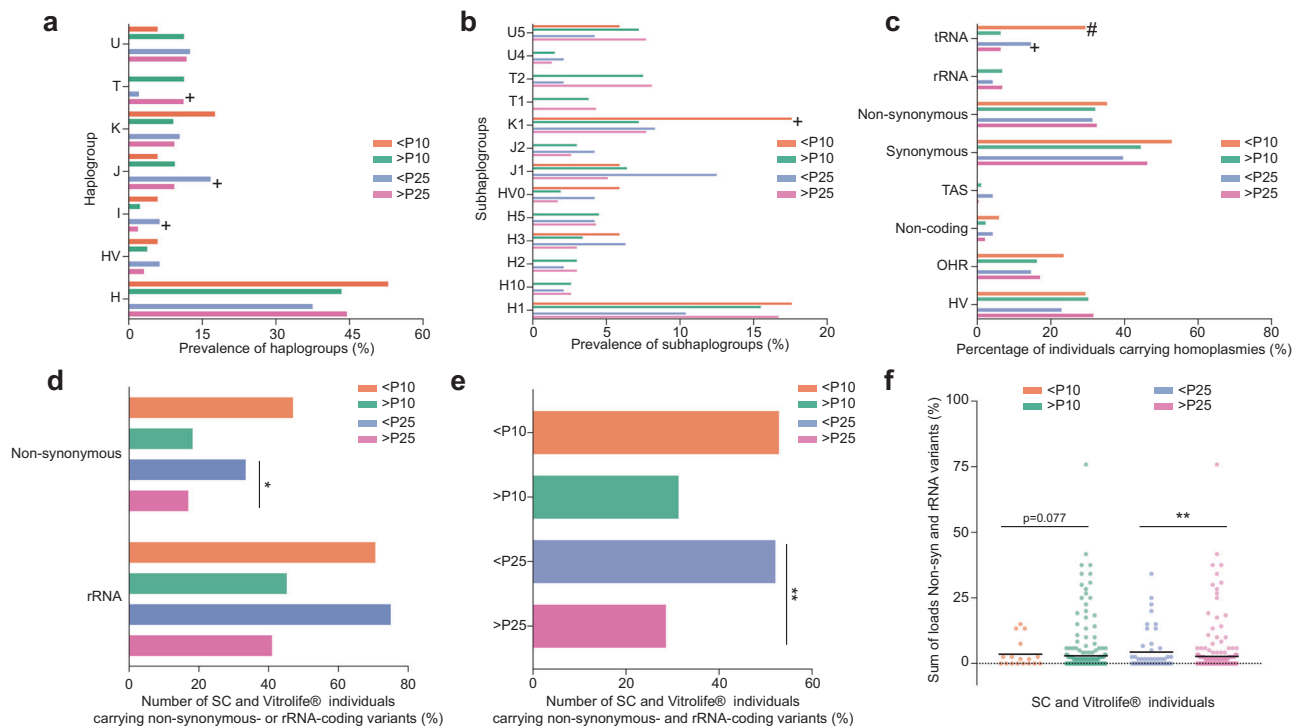 a
Haplogroup
U
T
K
J
I
HV
H
+
+
+
<P10
>P10
<P25
>P25
0
15
30
45
60
Prevalence of haplogroups (%)
b
Subhaplogroups
U5
U4
T2
T1
K1
J2
J1
HV0
H5
H3
H2
H10
H1
+
<P10
>P10
<P25
>P25
0
5
10
15
20
Prevalence of subhaplogroups (%)
c
tRNA
rRNA
Non-synonymous
Synonymous
TAS
Non-coding
OHR
HV
#
+
<P10
>P10
<P25
>P25
0
20
40
60
80
Percentage of individuals carrying homoplasmies (%)
d
<P10
>P10
<P25
>P25
Non-synonymous
rRNA
*
0
20
40
60
80
Number of SC and Vitrolife® individuals
carrying non-synonymous- or rRNA-coding variants (%)
e
<P10
>P10
<P25
>P25
<P10
>P10
<P25
>P25
**
0
20
40
60
Number of SC and Vitrolife® individuals
carrying non-synonymous- and rRNA-coding variants (%)
f
<P10
>P10
<P25
>P25
Sum of loads Non-syn and rRNA variants (%)
100
75
50
25
0
p=0.077
**
SC and Vitrolife® individuals